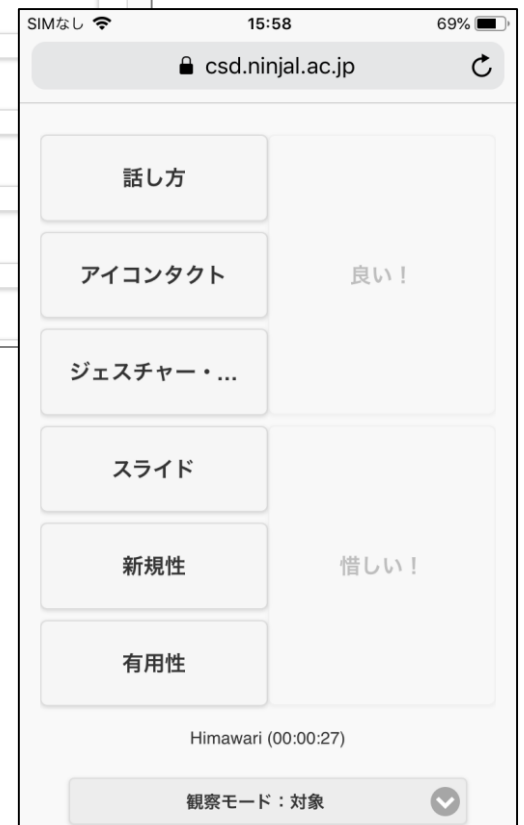 SIMなし 15:58 69%
csd.ninjal.ac.jp
話し方
アイコンタクト
良い！
ジェスチャー・...
スライド
新規性
惜しい！
有用性
Himawari (00:00:27)
観察モード：対象